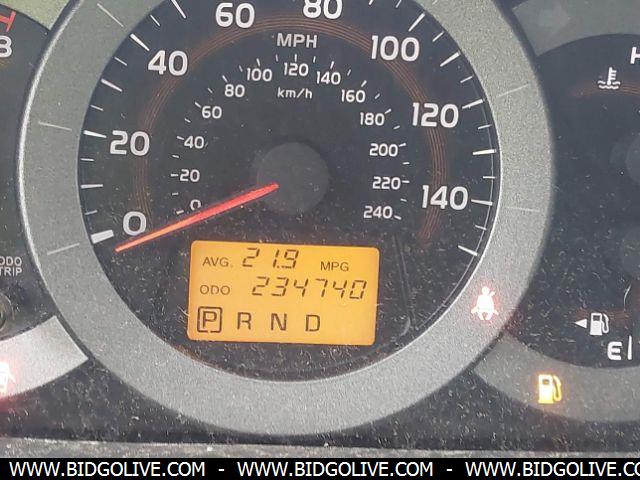 80
60
100
40
120
20
140
0
MPH
km/h
0 20 40 60 80 100 120 140 160 180 200 220 240
H
8
ODO
TRIP
AVG. 21.9 MPG
ODO 234740
P R N D
E
WWW.BIDGOLIVE.COM - WWW.BIDGOLIVE.COM - WWW.BIDGOLIVE.COM